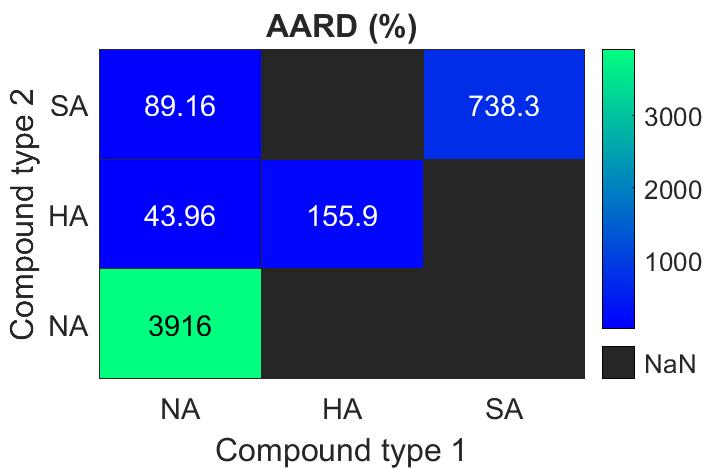 AARD (%)
Compound type 2
SA
89.16
738.3
HA
43.96
155.9
NA
3916
NA
HA
SA
Compound type 1
3000
2000
1000
NaN